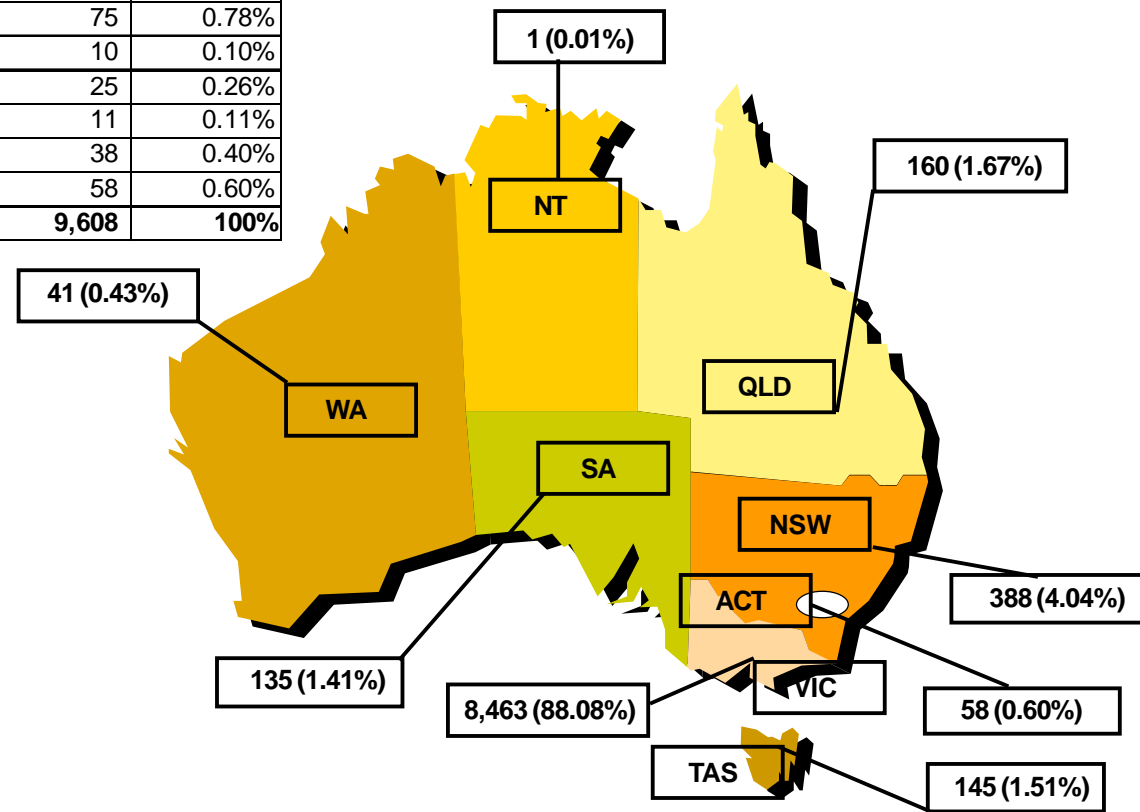 75 0.78%
10 0.10%
25 0.26%
11 0.11%
38 0.40%
58 0.60%
9,608 100%
1 (0.01%)
160 (1.67%)
NT
41 (0.43%)
QLD
WA
SA
NSW
388 (4.04%)
ACT
135 (1.41%)
8,463 (88.08%)
VIC
58 (0.60%)
TAS
145 (1.51%)